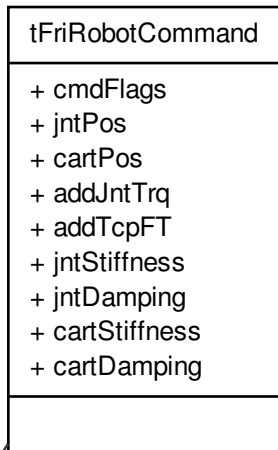 tFriRobotCommand
+ cmdFlags
+ jntPos
+ cartPos
+ addJntTrq
+ addTcpFT
+ jntStiffness
+ jntDamping
+ cartStiffness
+ cartDamping